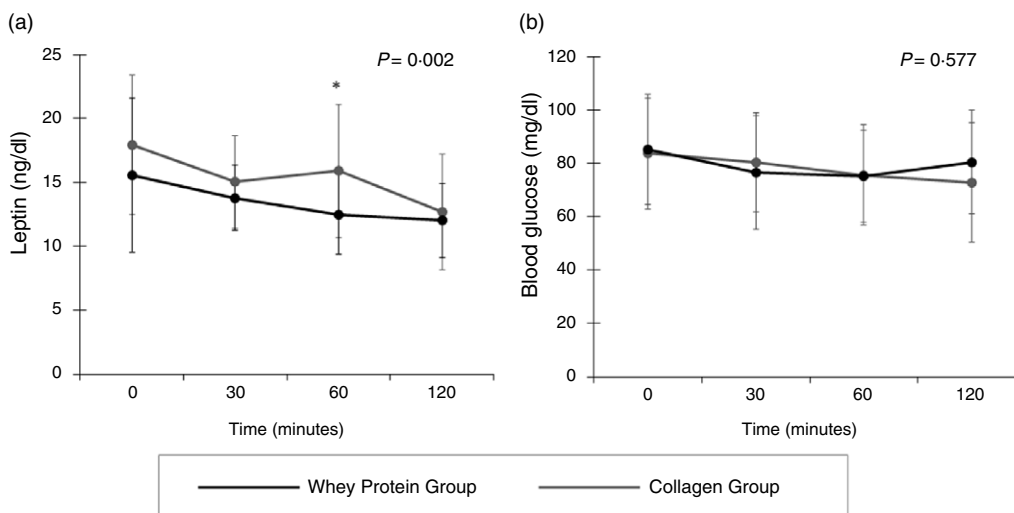 (a)
25
20
15
10
5
0
Leptin (ng/dl)
P= 0·002
*
0 30 60 120
Time (minutes)
(b)
120
100
80
60
40
20
0
Blood glucose (mg/dl)
P= 0·577
0 30 60 120
Time (minutes)
Whey Protein Group Collagen Group